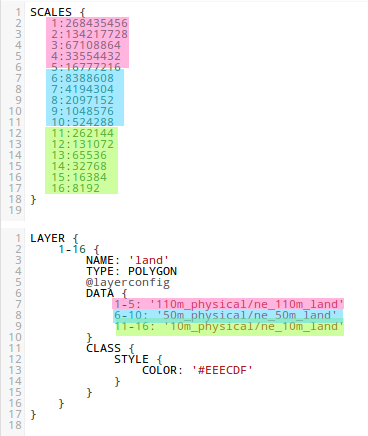 1 SCALES {
2 1:268435456
3 2:134217728
4 3:67108864
5 4:33554432
6 5:16777216
7 6:8388608
8 7:4194304
9 8:2097152
10 9:1048576
11 10:524288
12 11:262144
13 12:131072
14 13:65536
15 14:32768
16 15:16384
17 16:8192
18 }
19
1 LAYER {
2 1-16 {
3 NAME: 'land'
4 TYPE: POLYGON
5 @layerconfig
6 DATA {
7 1-5: '110m_physical/ne_110m_land'
8 6-10: '50m_physical/ne_50m_land'
9 11-16: '10m_physical/ne_10m_land'
10 }
11 CLASS {
12 STYLE {
13 COLOR: '#EEECDF'
14 }
15 }
16 }
17 }
18